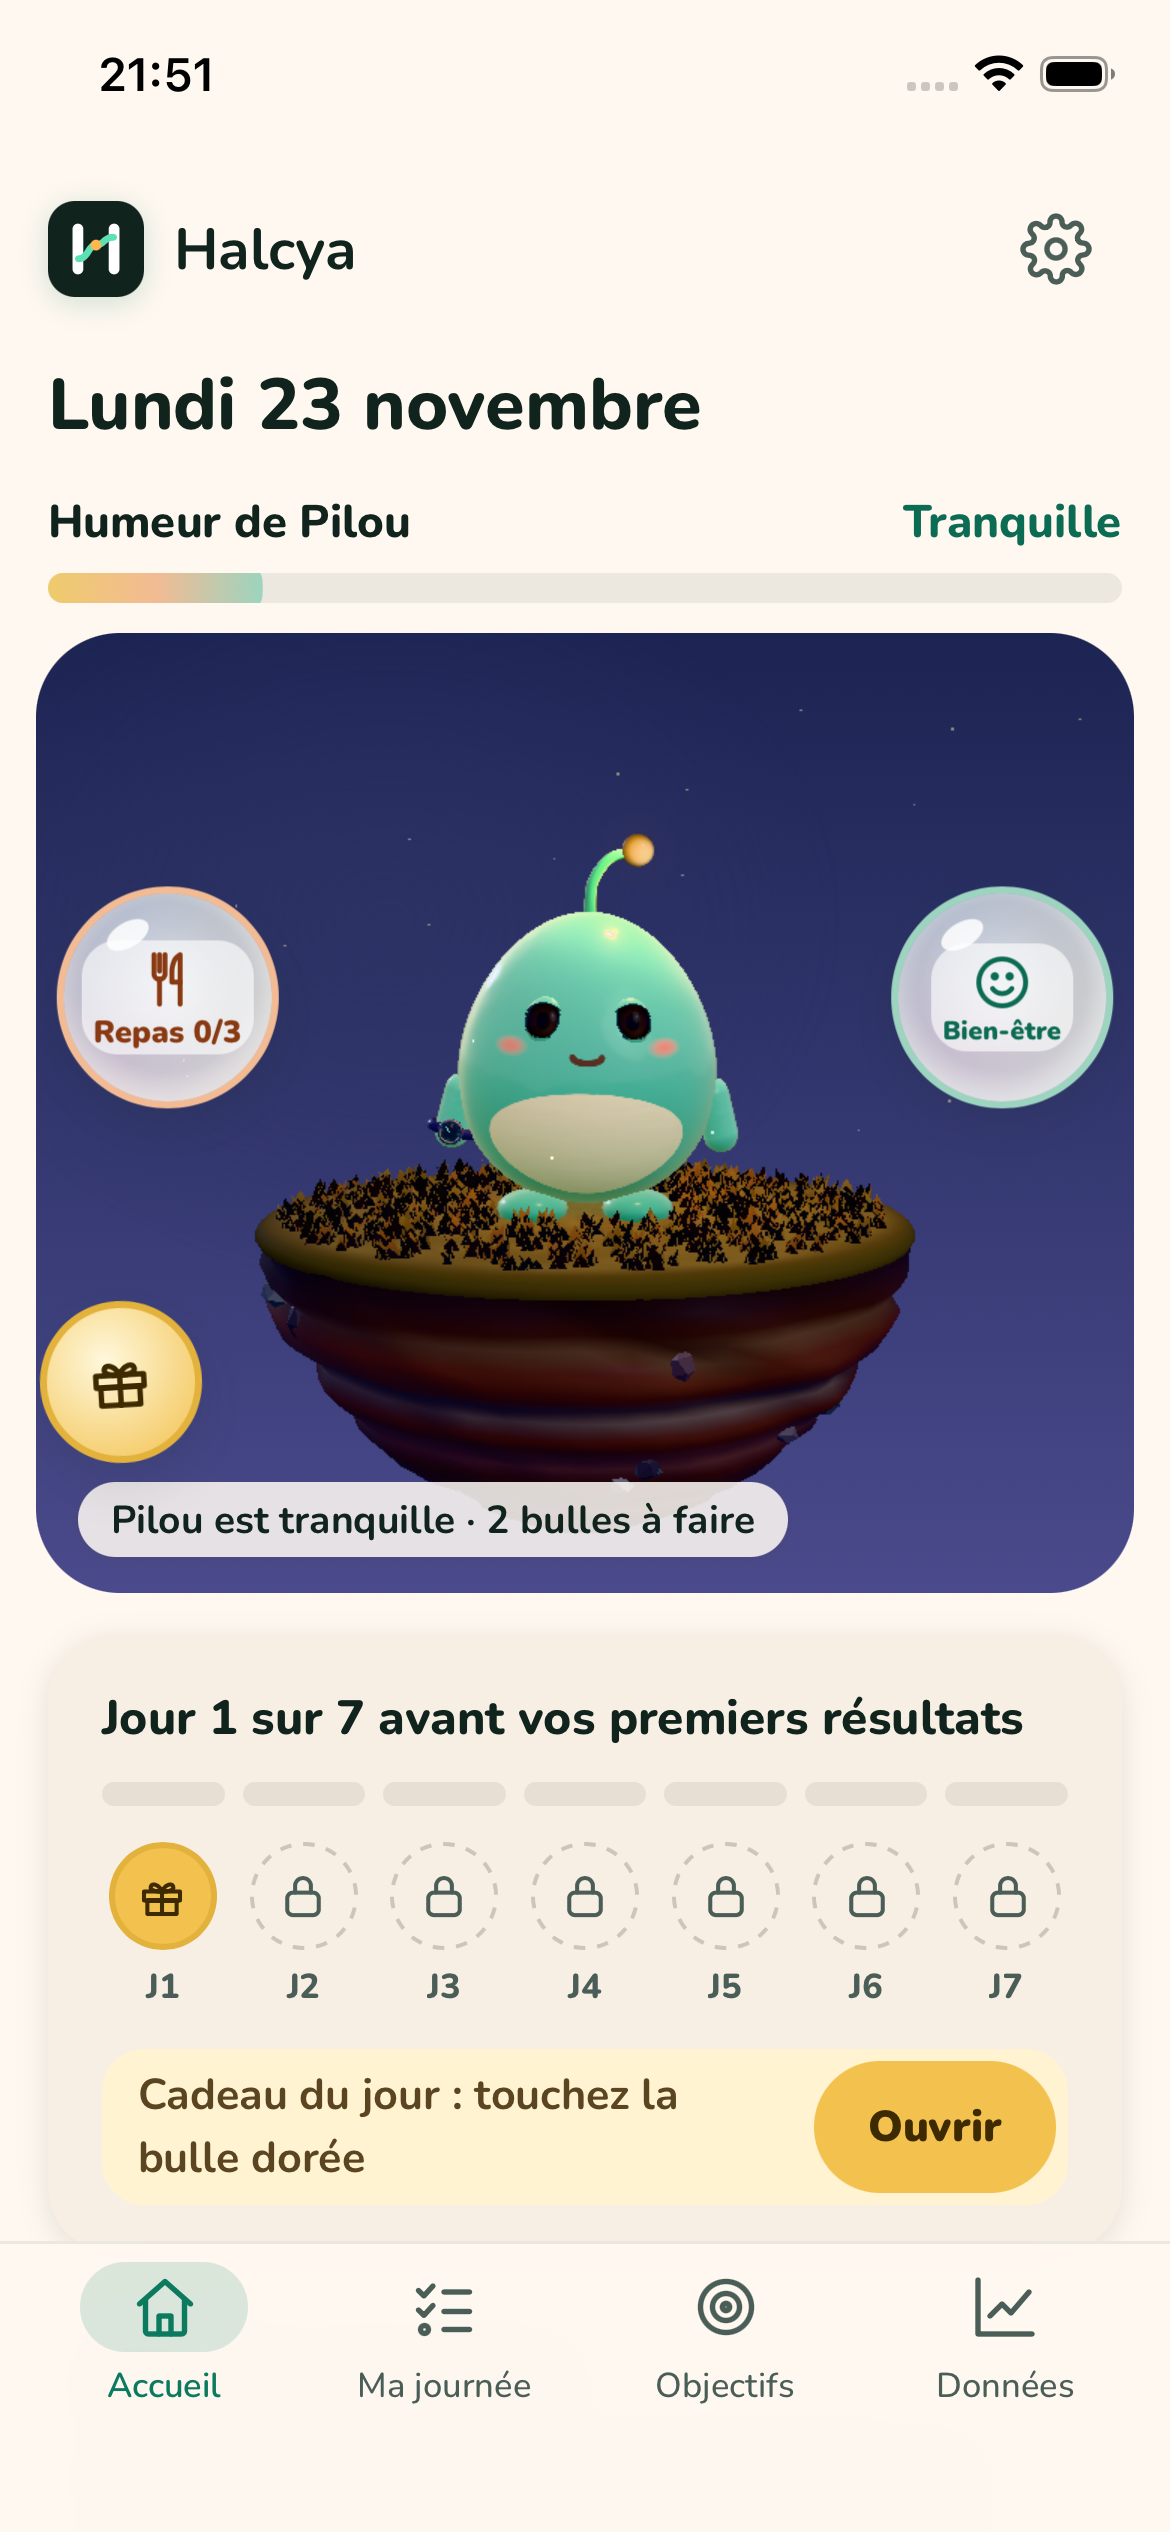 21:51
Halcya
Lundi 23 novembre
Humeur de Pilou
Tranquille
Repas 0/3
Bien-être
Pilou est tranquille · 2 bulles à faire
Jour 1 sur 7 avant vos premiers résultats
J1 J2 J3 J4 J5 J6 J7
Cadeau du jour : touchez la
bulle dorée
Ouvrir
Accueil Ma journée Objectifs Données